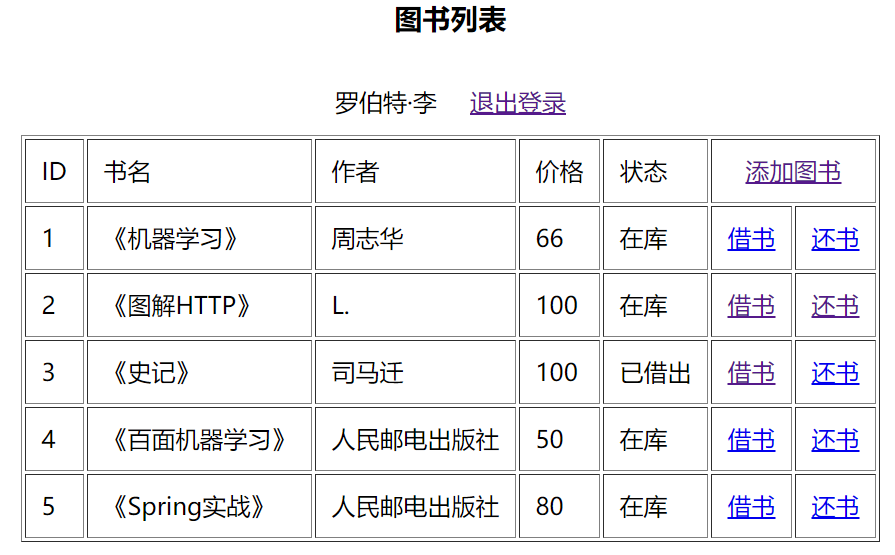 图书列表
罗伯特·李 退出登录
ID 书名 作者 价格 状态 添加图书
1 《机器学习》 周志华 66 在库 借书 还书
2 《图解HTTP》 L. 100 在库 借书 还书
3 《史记》 司马迁 100 已借出 借书 还书
4 《百面机器学习》 人民邮电出版社 50 在库 借书 还书
5 《Spring实战》 人民邮电出版社 80 在库 借书 还书